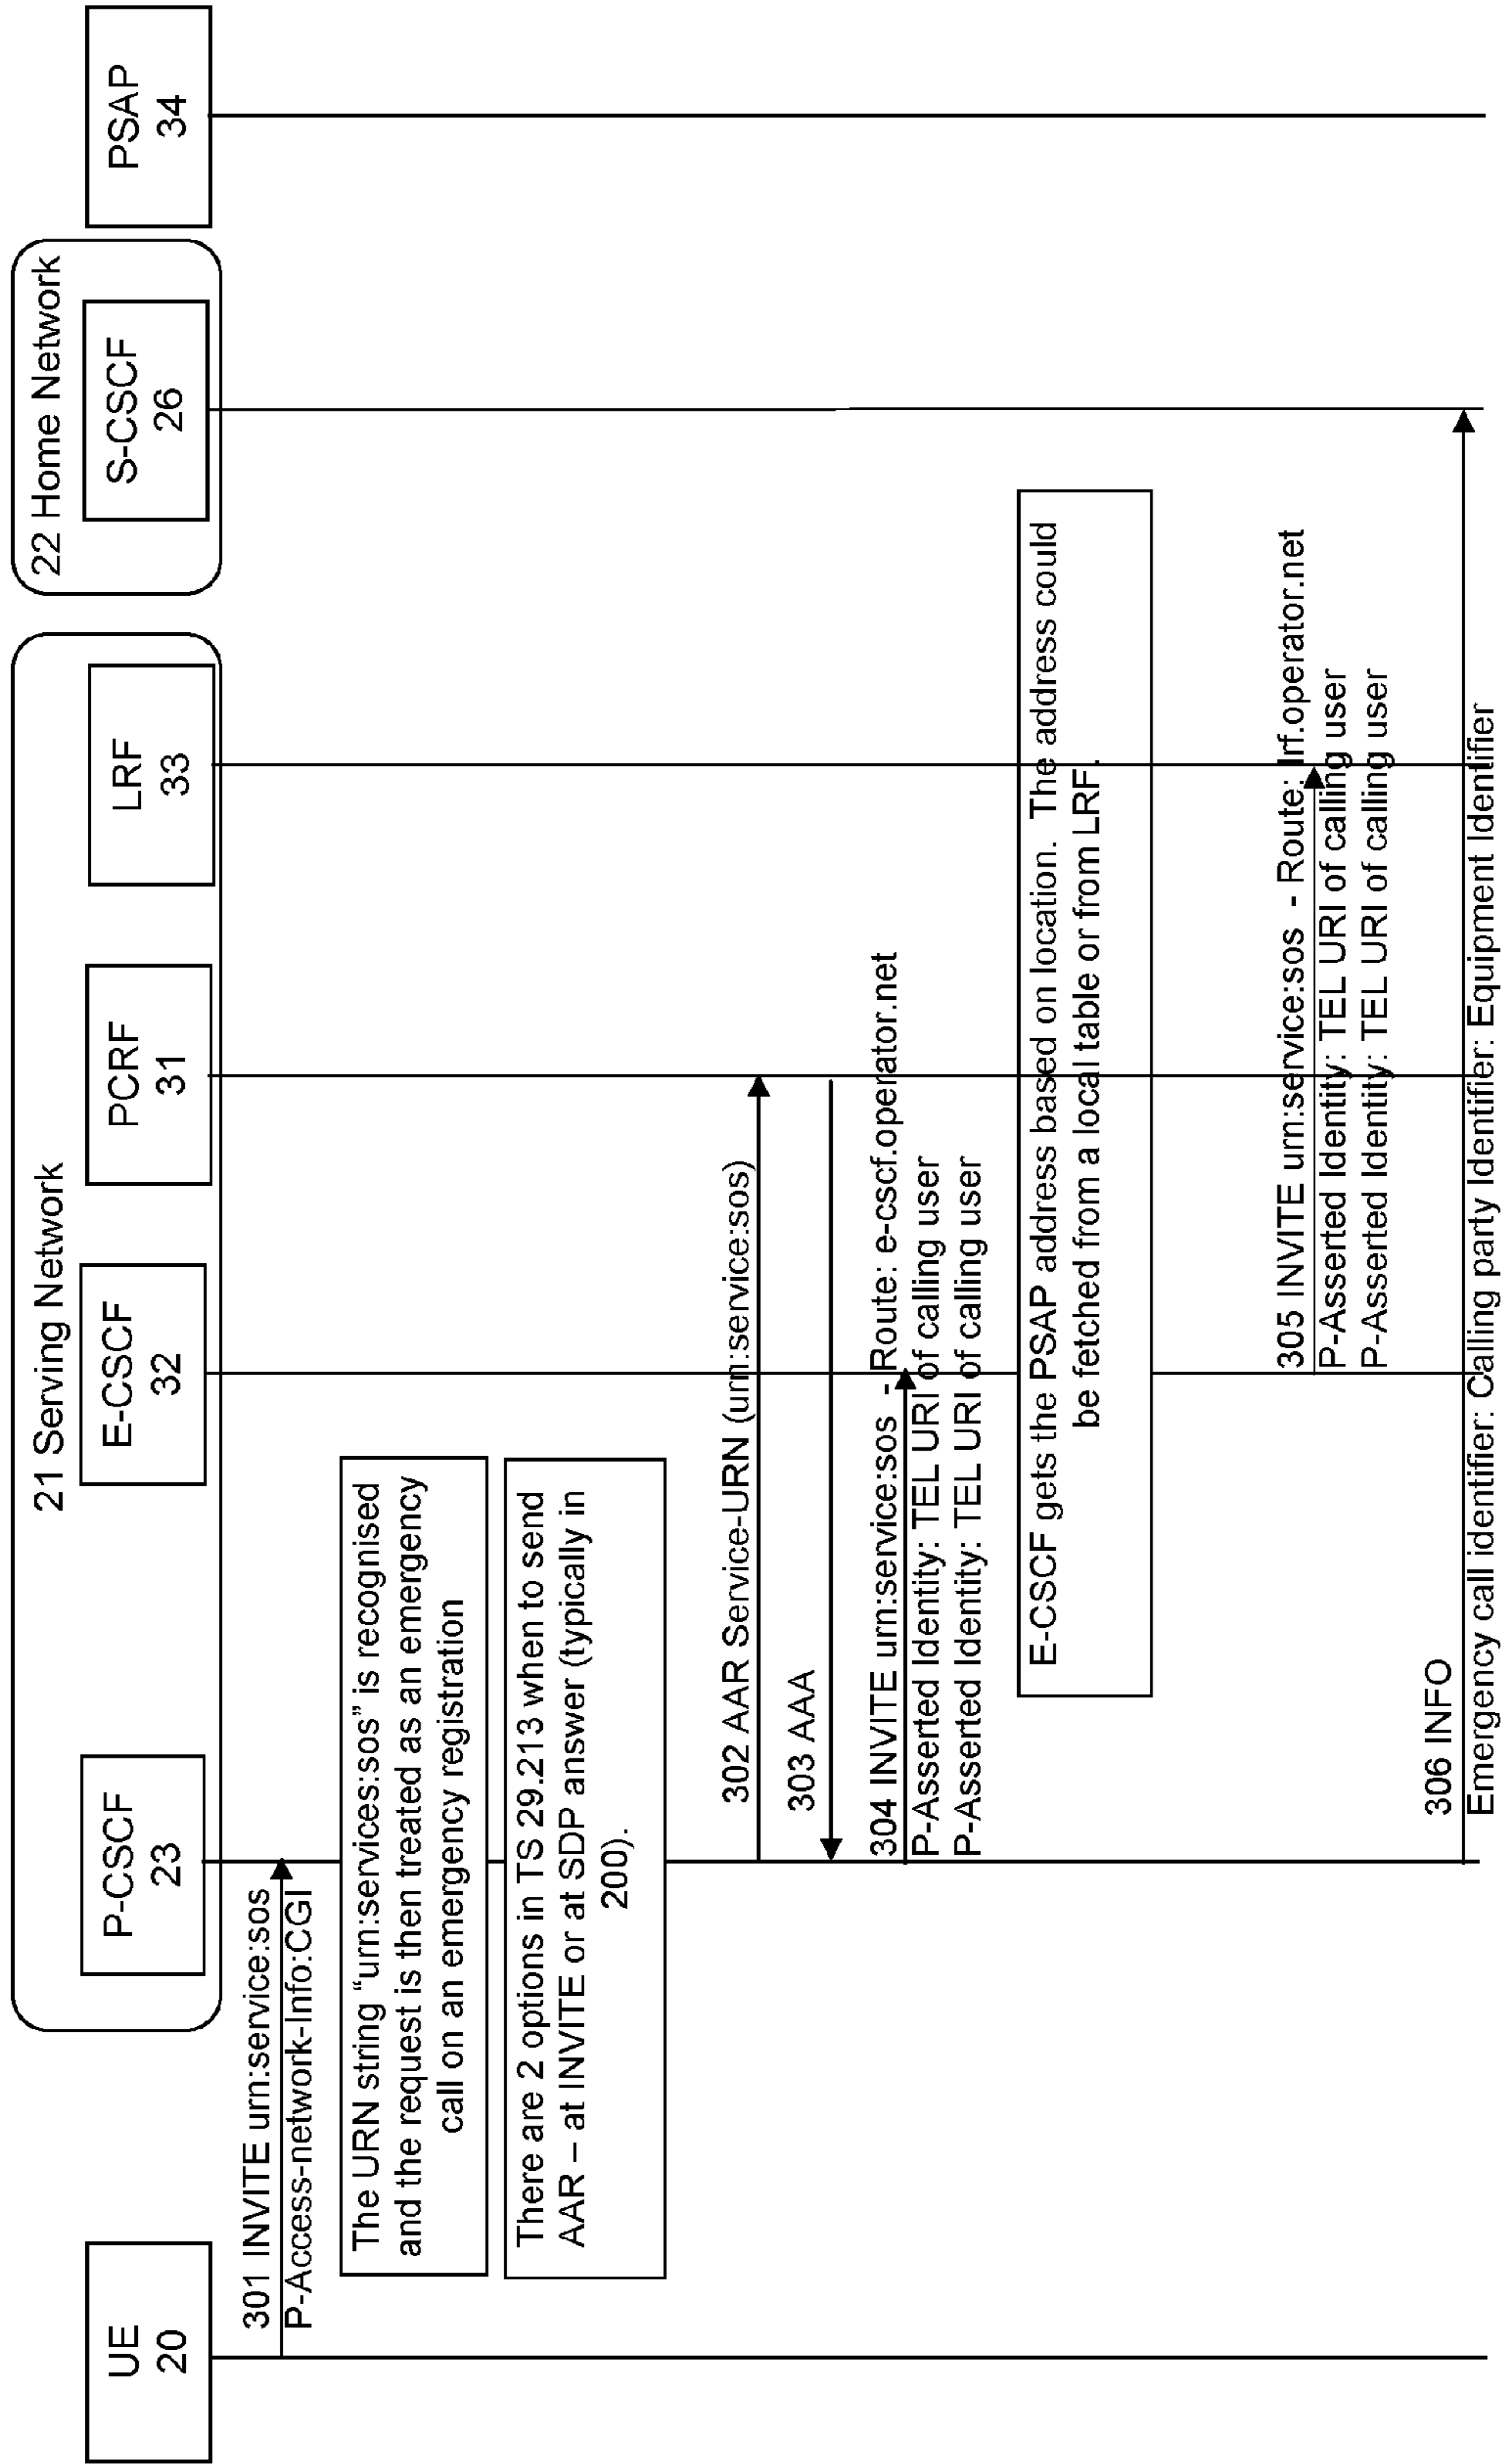 21 Serving Network
22 Home Network
UE
20
P-CSCF
23
E-CSCF
32
PCRF
31
LRF
33
S-CSCF
26
PSAP
34
301 INVITE urn:service:sos
P-Access-network-Info:CGI
The URN string “urn:services:sos” is recognised
and the request is then treated as an emergency
call on an emergency registration
There are 2 options in TS 29.213 when to send
AAR – at INVITE or at SDP answer (typically in
200).
302 AAR Service-URN (urn:service:sos)
303 AAA
304 INVITE urn:service:sos - Route: e-cscf.operator.net
P-Asserted Identity: TEL URI of calling user
P-Asserted Identity: TEL URI of calling user
E-CSCF gets the PSAP address based on location. The address could
be fetched from a local table or from LRF.
305 INVITE urn:service:sos - Route: lrf.operator.net
P-Asserted Identity: TEL URI of calling user
P-Asserted Identity: TEL URI of calling user
306 INFO
Emergency call identifier: Calling party Identifier: Equipment Identifier